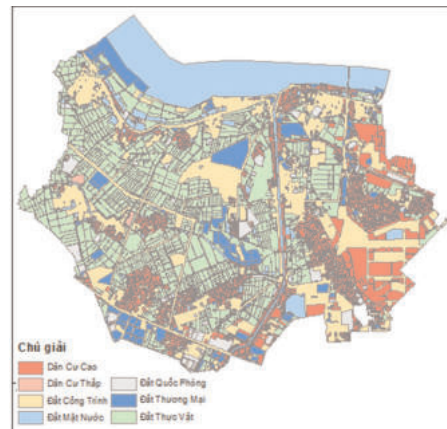 Chú giải
Dân Cư Cao
Dân Cư Thấp
Đất Quốc Phòng
Đất Công Trình
Đất Thương Mại
Đất Mặt Nước
Đất Thực Vật